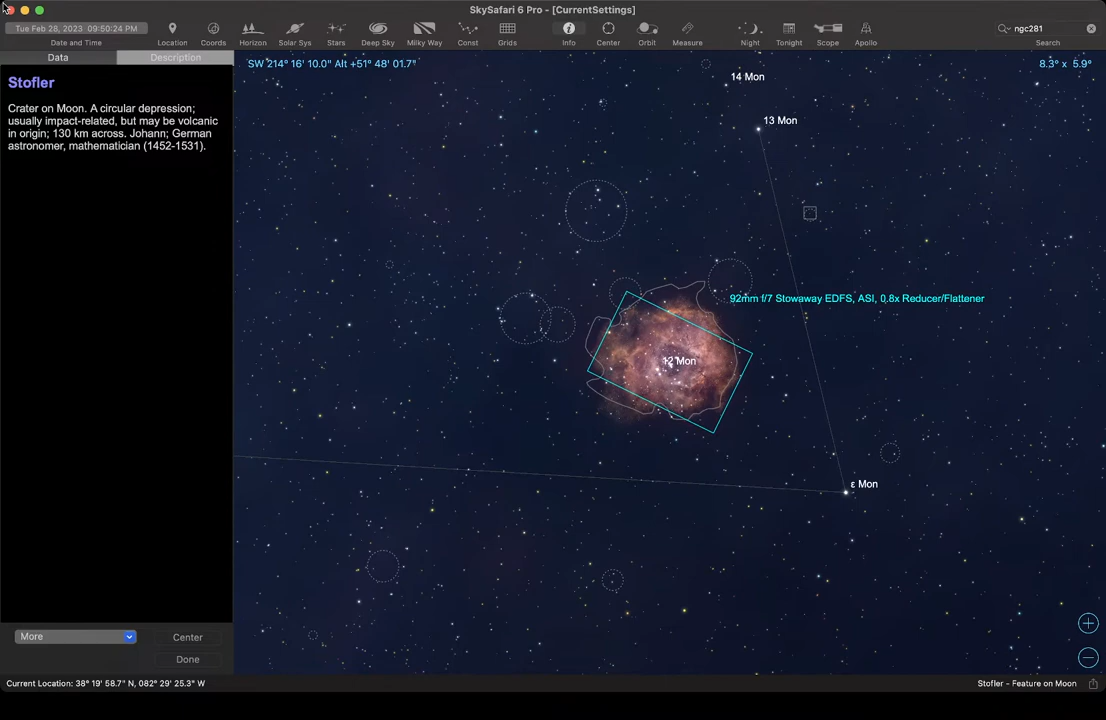 SkySafari 6 Pro - [CurrentSettings]
Tue Feb 28, 2023 09:50:24 PM
ngc281
Date and Time
Location
Coords
Horizon
Solar Sys
Stars
Deep Sky
Milky Way
Const
Grids
Info
Center
Orbit
Measure
Night
Tonight
Scope
Apollo
Search
Data
Description
SW 214° 16' 10.0" Alt +51° 48' 01.7"
8.3° x 5.9°
Stofler
Crater on Moon. A circular depression;
usually impact-related, but may be volcanic
in origin; 130 km across. Johann; German
astronomer, mathematician (1452-1531).
14 Mon
13 Mon
92mm f/7 Stowaway EDFS, ASI, 0.8x Reducer/Flattener
12 Mon
ε Mon
More
Center
Done
Current Location: 38° 19' 58.7" N, 082° 29' 25.3" W
Stofler - Feature on Moon